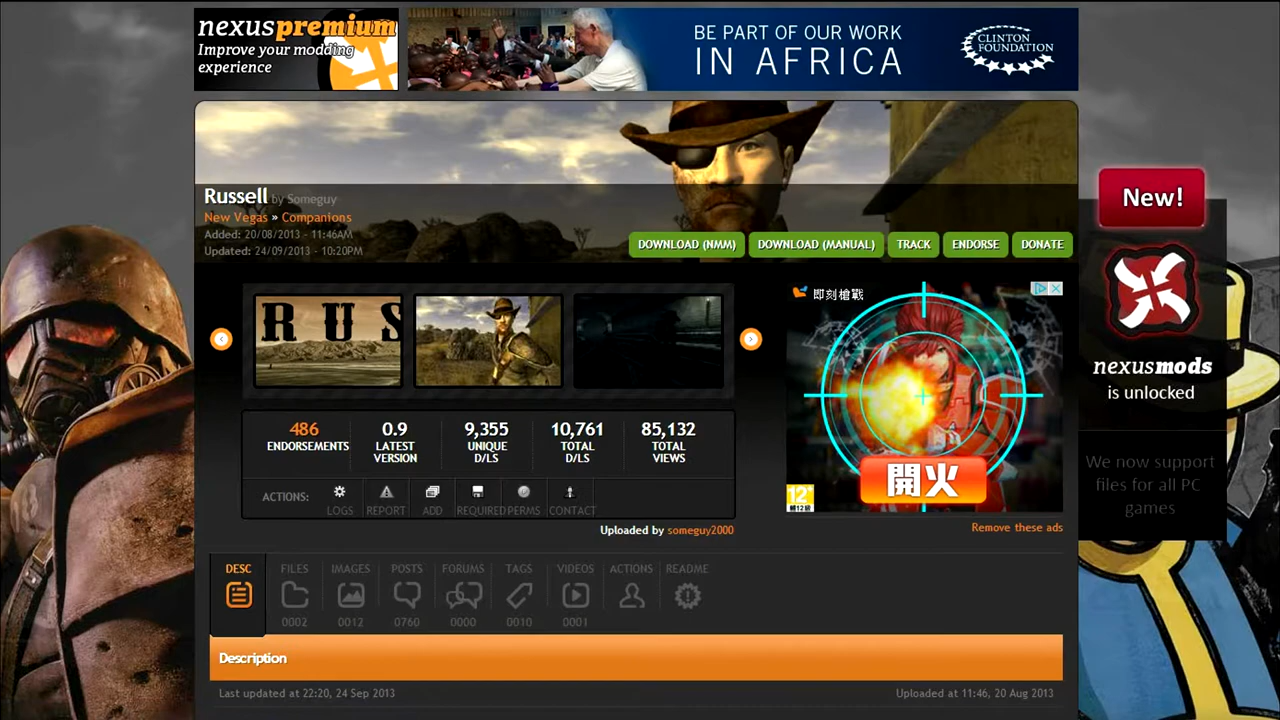 nexuspremium
Improve your modding
experience
BE PART OF OUR WORK
IN AFRICA
CLINTON
FOUNDATION
Russell by Someguy
New Vegas » Companions
Added: 20/08/2013 - 11:46AM
Updated: 24/09/2013 - 10:20PM
DOWNLOAD (NMM)
DOWNLOAD (MANUAL)
TRACK
ENDORSE
DONATE
New!
nexusmods
is unlocked
We now support
files for all PC
games
RUS
即刻槍戰
開火
12+
Remove these ads
486
ENDORSEMENTS
0.9
LATEST
VERSION
9,355
UNIQUE
D/LS
10,761
TOTAL
D/LS
85,132
TOTAL
VIEWS
ACTIONS:
LOGS
REPORT
ADD
REQUIRED
PERMS
CONTACT
Uploaded by someguy2000
DESC
FILES
0002
IMAGES
0012
POSTS
0760
FORUMS
0000
TAGS
0010
VIDEOS
0001
ACTIONS
README
Description
Last updated at 22:20, 24 Sep 2013
Uploaded at 11:46, 20 Aug 2013